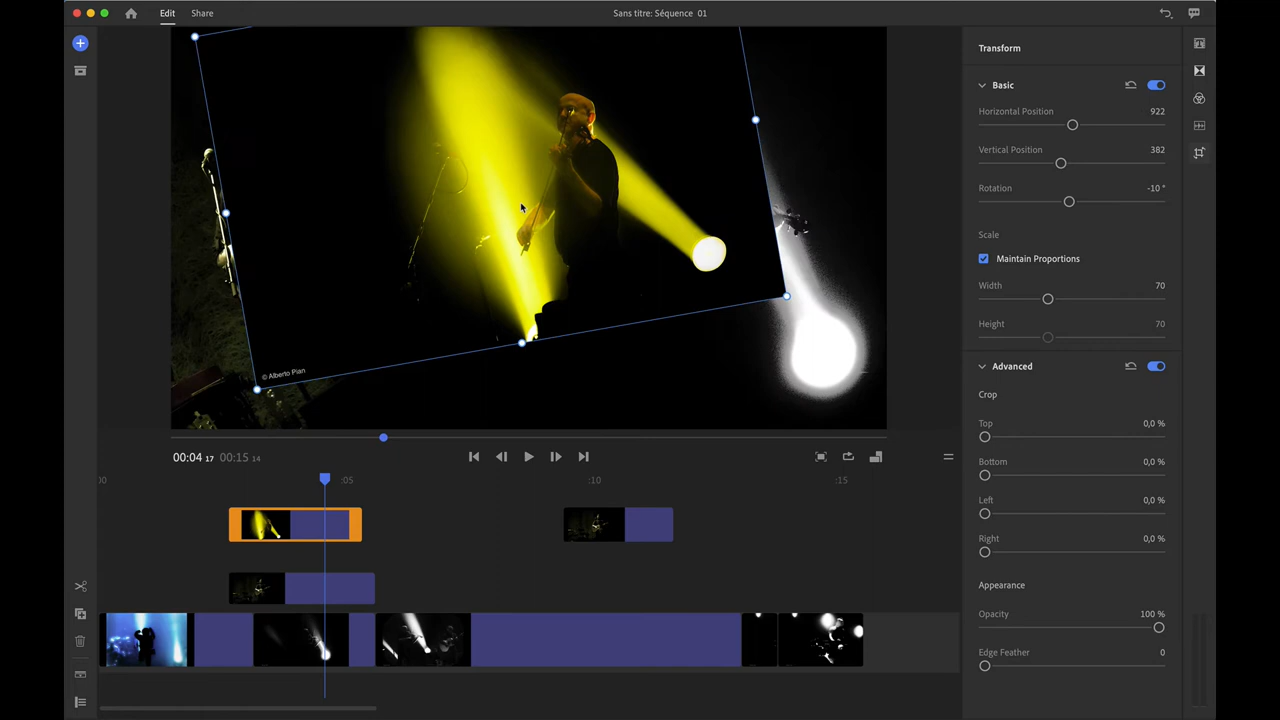 Edit
Share
Sans titre: Séquence 01
Transform
Basic
Horizontal Position 922
Vertical Position 382
Rotation -10 °
Scale
Maintain Proportions
Width 70
Height 70
Advanced
Crop
Top 0,0 %
Bottom 0,0 %
Left 0,0 %
Right 0,0 %
Appearance
Opacity 100 %
Edge Feather 0
© Alberto Pian
00:04 17 00:15 14
:00 :05 :10 :15